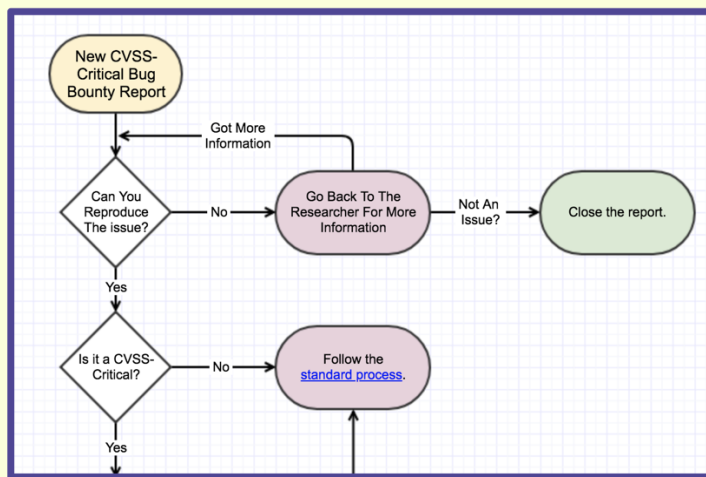 New CVSS-
Critical Bug
Bounty Report
Got More
Information
Can You
Reproduce
The issue?
No
Go Back To The
Researcher For More
Information
Not An
Issue?
Close the report.
Yes
Is it a CVSS-
Critical?
No
Follow the
standard process.
Yes